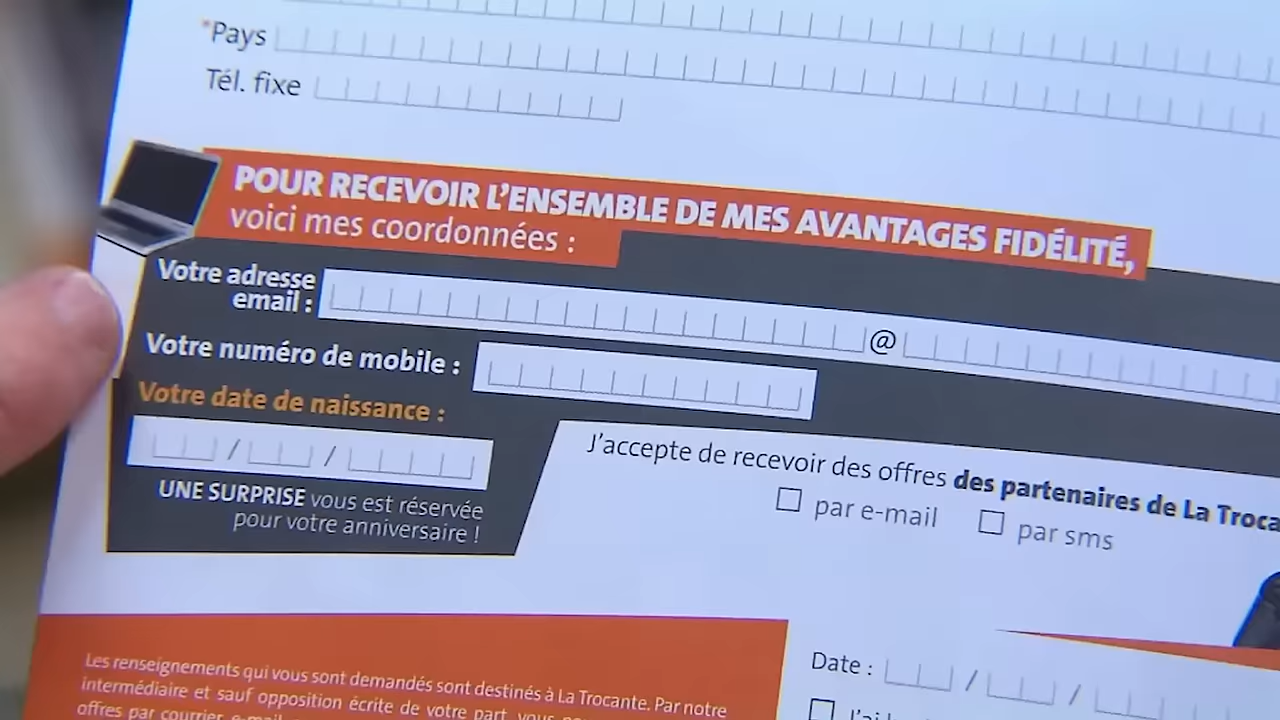 *Pays
Tél. fixe
POUR RECEVOIR L'ENSEMBLE DE MES AVANTAGES FIDÉLITÉ,
voici mes coordonnées :
Votre adresse
email :
@
Votre numéro de mobile :
Votre date de naissance :
/ /
UNE SURPRISE vous est réservée
pour votre anniversaire !
J'accepte de recevoir des offres des partenaires de La
par e-mail par sms
Les renseignements qui vous sont demandés sont destinés à La Trocante. Par notre
intermédiaire et sauf opposition écrite de votre part, vous
offres par courrier, e-mail
Date : / /